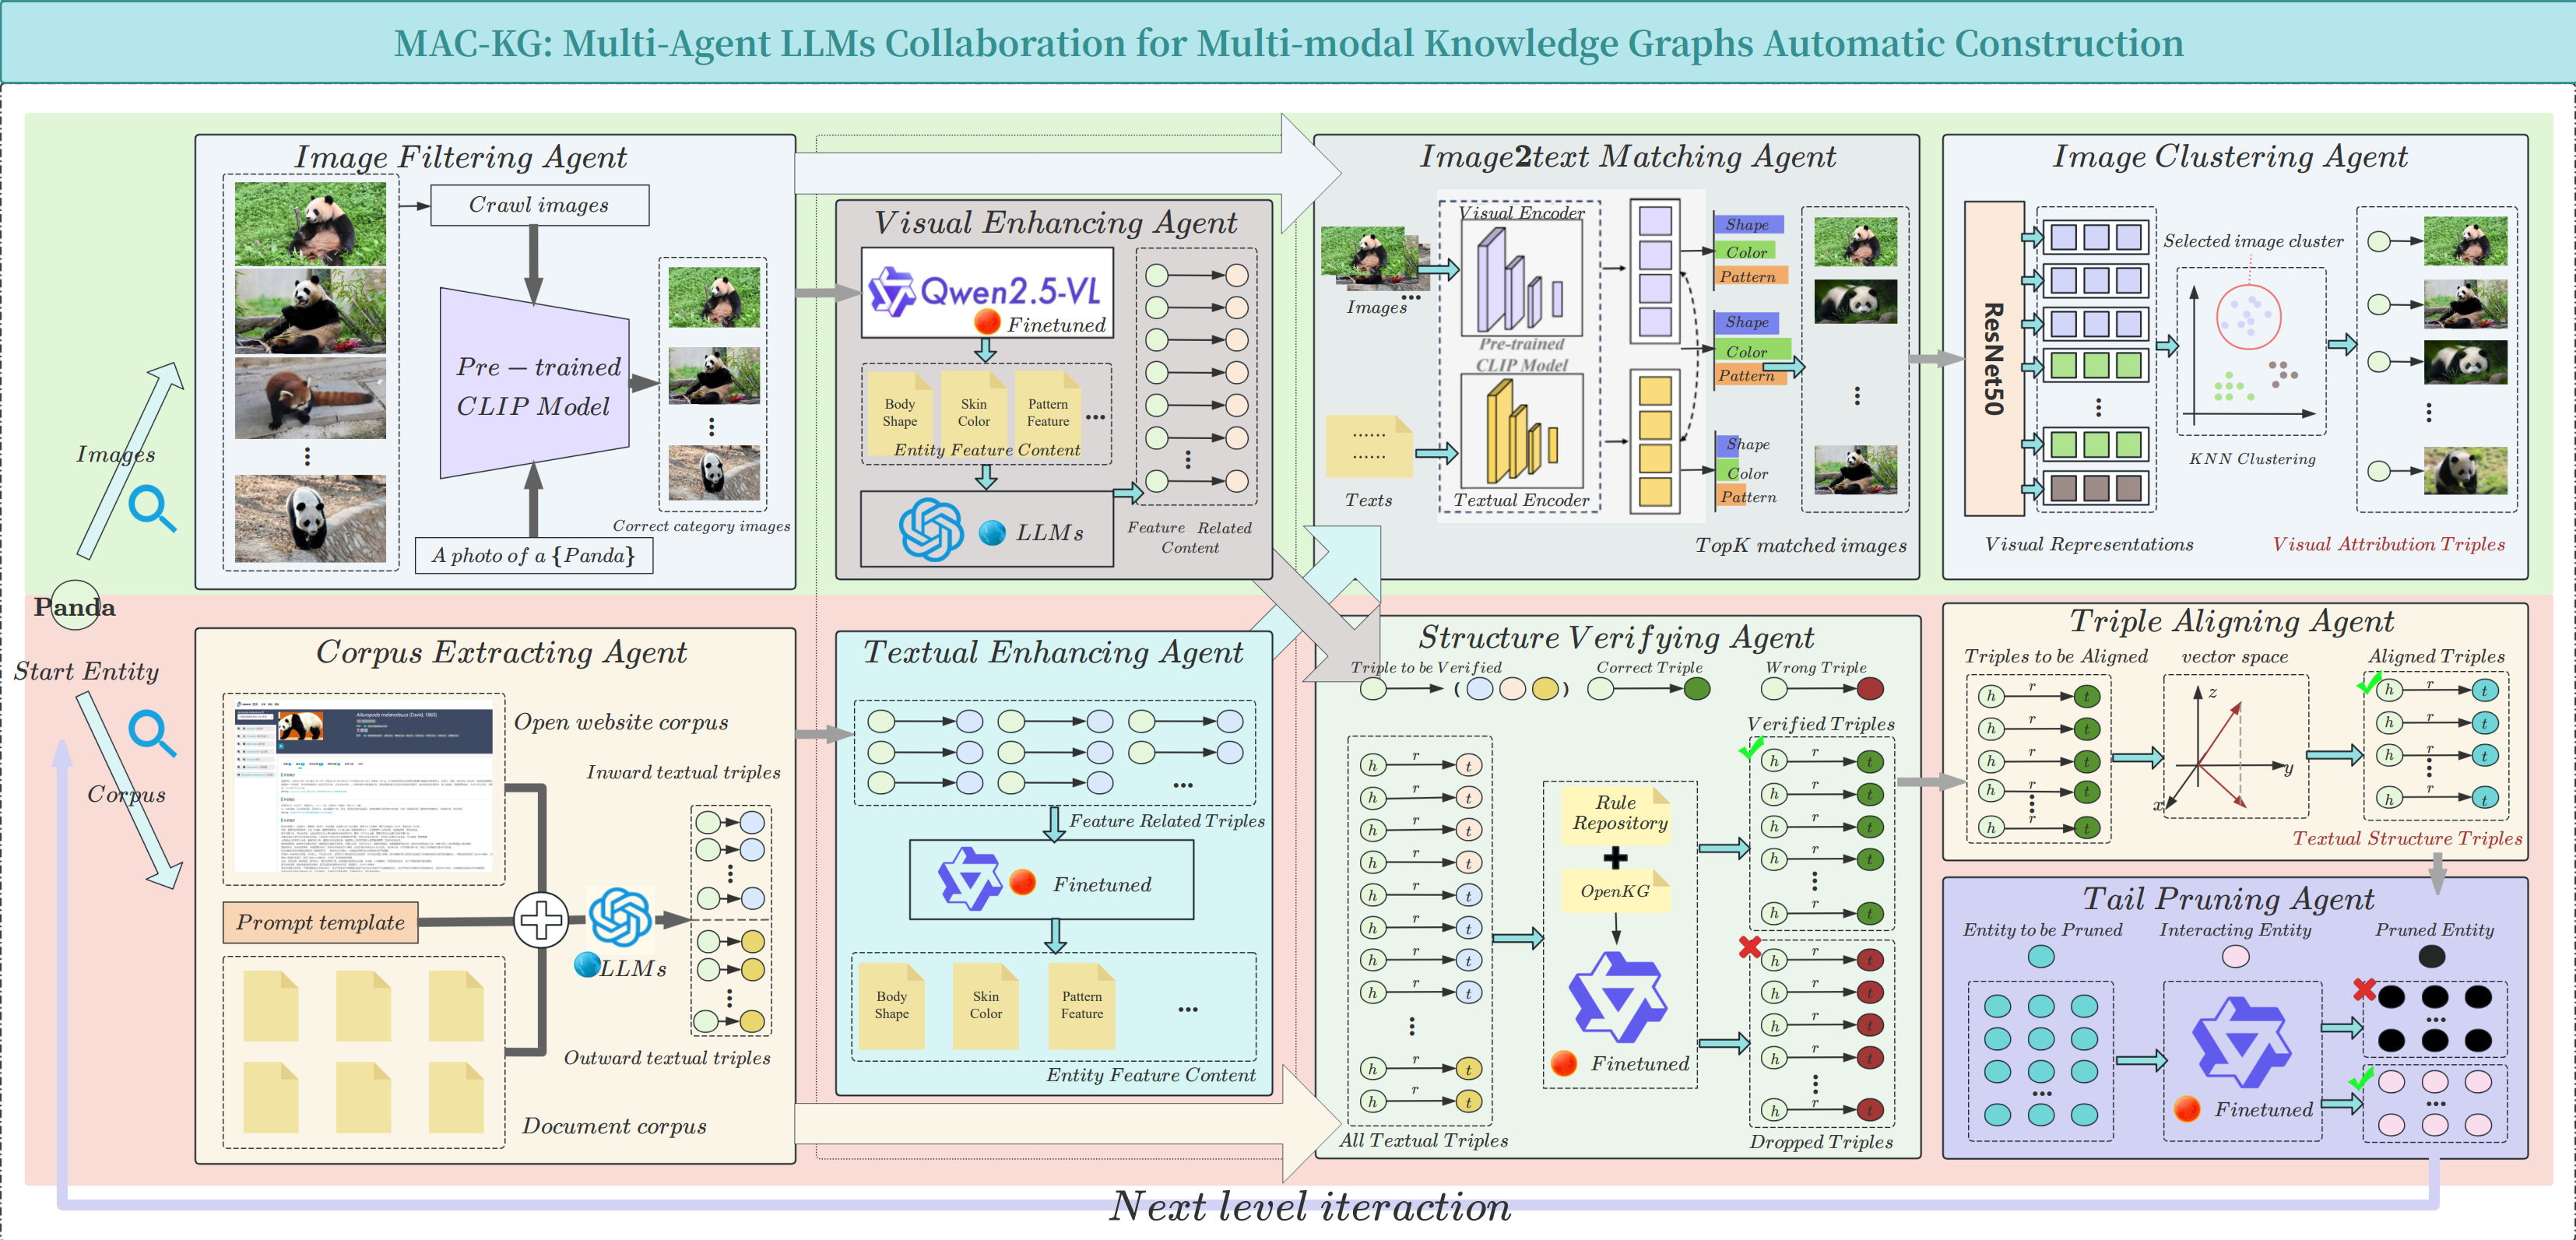 MAC-KG: Multi-Agent LLMs Collaboration for Multi-modal Knowledge Graphs Automatic Construction
Images
Panda
Start Entity
Corpus
Image Filtering Agent
Crawl images
Pre - trained
CLIP Model
A photo of a {Panda}
Correct category images
Visual Enhancing Agent
Qwen2.5-VL
Finetuned
Body
Shape
Skin
Color
Pattern
Feature
...
Entity Feature Content
LLMs
Feature Related
Content
Image2text Matching Agent
Images
...
Texts
......
......
Visual Encoder
Pre-trained
CLIP Model
Textual Encoder
Shape
Color
Pattern
Shape
Color
Pattern
Shape
Color
Pattern
TopK matched images
Image Clustering Agent
ResNet50
Selected image cluster
KNN Clustering
Visual Representations
Visual Attribution Triples
Corpus Extracting Agent
Ailuropoda melanoleuca (David, 1869)
Open website corpus
Inward textual triples
Prompt template
LLMs
Outward textual triples
Document corpus
Textual Enhancing Agent
...
Feature Related Triples
Finetuned
Body
Shape
Skin
Color
Pattern
Feature
...
Entity Feature Content
Structure Verifying Agent
Triple to be Verified
Correct Triple
Wrong Triple
( )
h r t
h r t
h r t
h r t
h r t
h r t
h r t
h r t
h r t
h r t
All Textual Triples
Rule
Repository
OpenKG
Finetuned
Verified Triples
h r t
h r t
h r t
h r t
h r t
h r t
h r t
h r t
h r t
h r t
Dropped Triples
Triple Aligning Agent
Triples to be Aligned
vector space
Aligned Triples
h r t
h r t
h r t
h r t
h r t
z
y
x
h r t
h r t
h r t
h r t
Textual Structure Triples
Tail Pruning Agent
Entity to be Pruned
Interacting Entity
Pruned Entity
...
Finetuned
...
...
Next level iteraction